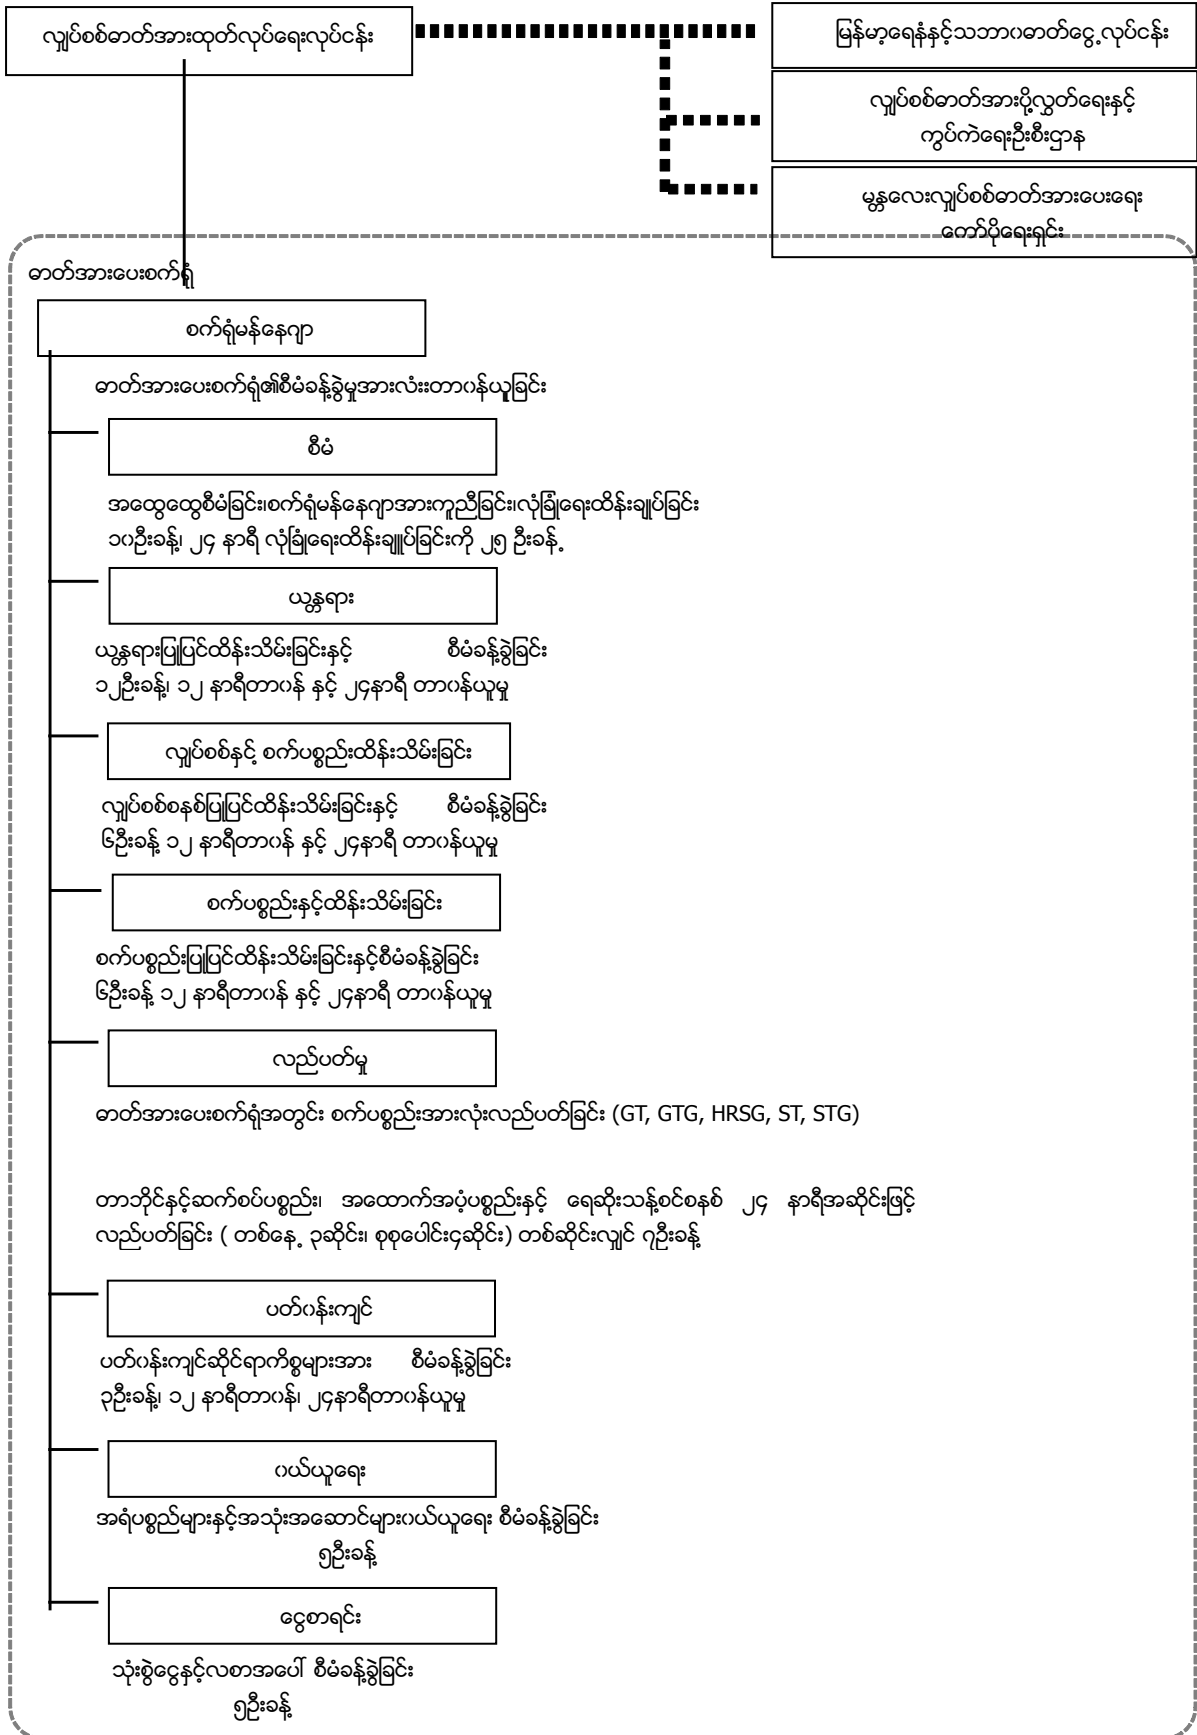 လျှပ်စစ်ဓာတ်အားထုတ်လုပ်ရေးလုပ်ငန်း
မြန်မာ့ရေနံနှင့်သဘာ၀ဓာတ်ငွေ့လုပ်ငန်း
လျှပ်စစ်ဓာတ်အားပို့လွှတ်ရေးနှင့်
ကွပ်ကဲရေးဦးစီးဌာန
မန္တလေးလျှပ်စစ်ဓာတ်အားပေးရေး
ကော်ပိုရေးရှင်း
ဓာတ်အားပေးစက်ရုံ
စက်ရုံမန်နေဂျာ
ဓာတ်အားပေးစက်ရုံ၏စီမံခန့်ခွဲမှုအားလုံးတာ၀န်ယူခြင်း
စီမံ
အထွေထွေစီမံခြင်း၊စက်ရုံမန်နေဂျာအားကူညီခြင်း၊လုံခြုံရေးထိန်းချုပ်ခြင်း
၁၀ဦးခန့်၊ ၂၄ နာရီ လုံခြုံရေးထိန်းချူပ်ခြင်းကို ၂၅ ဦးခန့်
ယန္တရား
ယန္တရားပြုပြင်ထိန်းသိမ်းခြင်းနှင့် စီမံခန့်ခွဲခြင်း
၁၂ဦးခန့်၊ ၁၂ နာရီတာ၀န် နှင့် ၂၄နာရီ တာ၀န်ယူမှု
လျှပ်စစ်နှင့် စက်ပစ္စည်းထိန်းသိမ်းခြင်း
လျှပ်စစ်စနစ်ပြုပြင်ထိန်းသိမ်းခြင်းနှင့် စီမံခန့်ခွဲခြင်း
၆ဦးခန့် ၁၂ နာရီတာ၀န် နှင့် ၂၄နာရီ တာ၀န်ယူမှု
စက်ပစ္စည်းနှင့်ထိန်းသိမ်းခြင်း
စက်ပစ္စည်းပြုပြင်ထိန်းသိမ်းခြင်းနှင့်စီမံခန့်ခွဲခြင်း
၆ဦးခန့် ၁၂ နာရီတာ၀န် နှင့် ၂၄နာရီ တာ၀န်ယူမှု
လည်ပတ်မှု
ဓာတ်အားပေးစက်ရုံအတွင်း စက်ပစ္စည်းအားလုံးလည်ပတ်ခြင်း (GT, GTG, HRSG, ST, STG)
တာဘိုင်နှင့်ဆက်စပ်ပစ္စည်း၊ အထောက်အပံ့ပစ္စည်းနှင့် ရေဆိုးသန့်စင်စနစ် ၂၄ နာရီအဆိုင်းဖြင့်
လည်ပတ်ခြင်း ( တစ်နေ့ ၃ဆိုင်း၊ စုစုပေါင်း၄ဆိုင်း) တစ်ဆိုင်းလျှင် ၇ဦးခန့်
ပတ်၀န်းကျင်
ပတ်၀န်းကျင်ဆိုင်ရာကိစ္စများအား စီမံခန့်ခွဲခြင်း
၃ဦးခန့်၊ ၁၂ နာရီတာ၀န်၊ ၂၄နာရီတာ၀န်ယူမှု
၀ယ်ယူရေး
အရံပစ္စည်များနှင့်အသုံးအဆောင်များ၀ယ်ယူရေး စီမံခန့်ခွဲခြင်း
၅ဦးခန့်
ငွေစာရင်း
သုံးစွဲငွေနှင့်လစာအပေါ် စီမံခန့်ခွဲခြင်း
၅ဦးခန့်